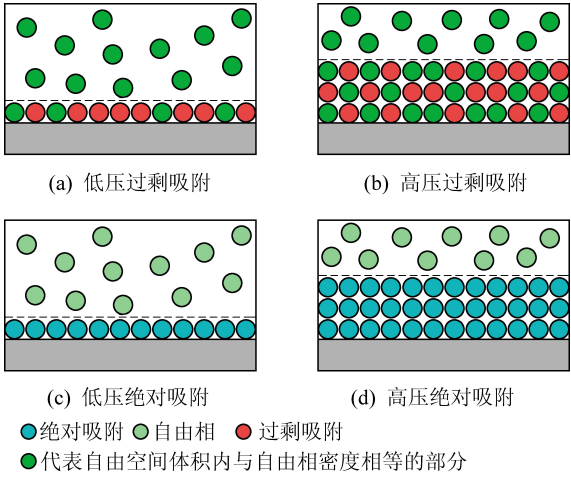 (a) 低压过剩吸附
(b) 高压过剩吸附
(c) 低压绝对吸附
(d) 高压绝对吸附
绝对吸附 自由相 过剩吸附
代表自由空间体积内与自由相密度相等的部分